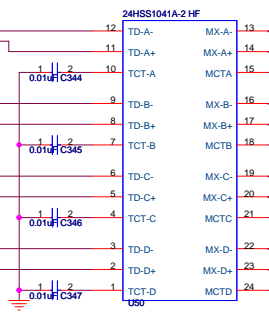 24HSS1041A-2 HF
12 TD-A- MX-A- 13
11 TD-A+ MX-A+ 14
1 2 10 TCT-A MCTA 15
0.01uF C344
9 TD-B- MX-B- 16
8 TD-B+ MX-B+ 17
1 2 7 TCT-B MCTB 18
0.01uF C345
6 TD-C- MX-C- 19
5 TD-C+ MX-C+ 20
1 2 4 TCT-C MCTC 21
0.01uF C346
3 TD-D- MX-D- 22
2 TD-D+ MX-D+ 23
1 2 1 TCT-D MCTD 24
0.01uF C347
U50